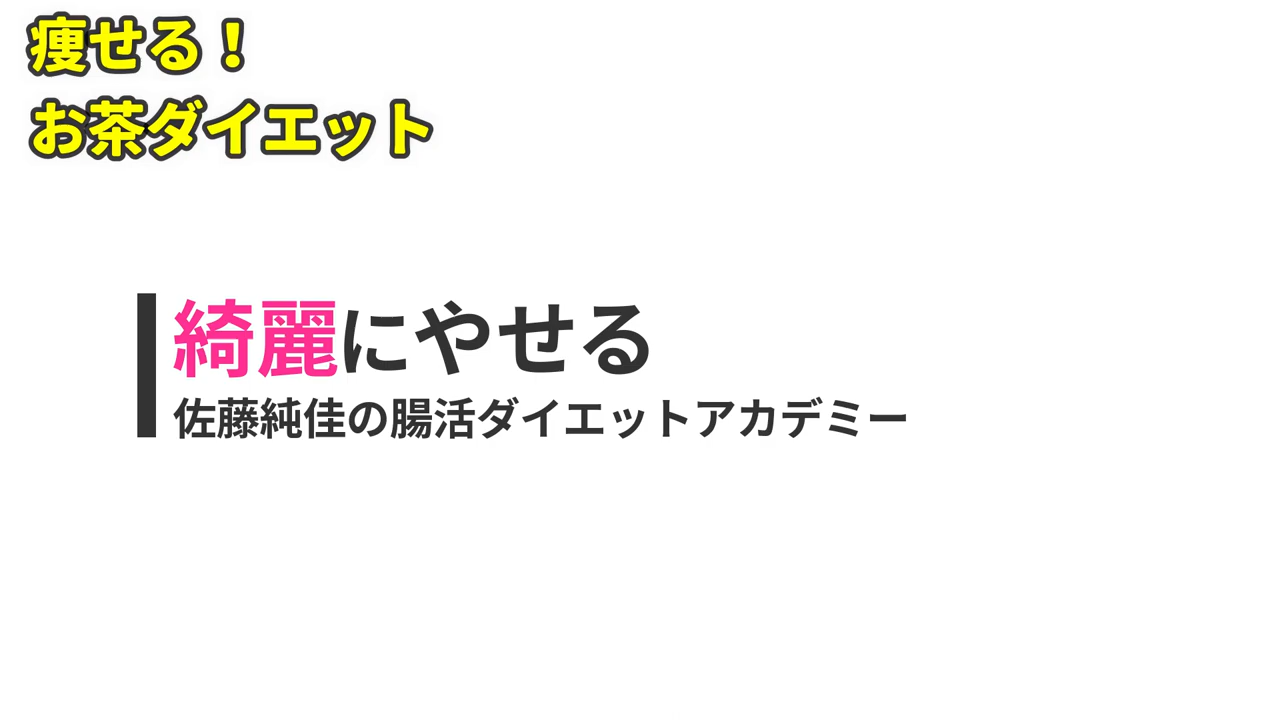 痩せる！
お茶ダイエット
綺麗にやせる
佐藤純佳の腸活ダイエットアカデミー